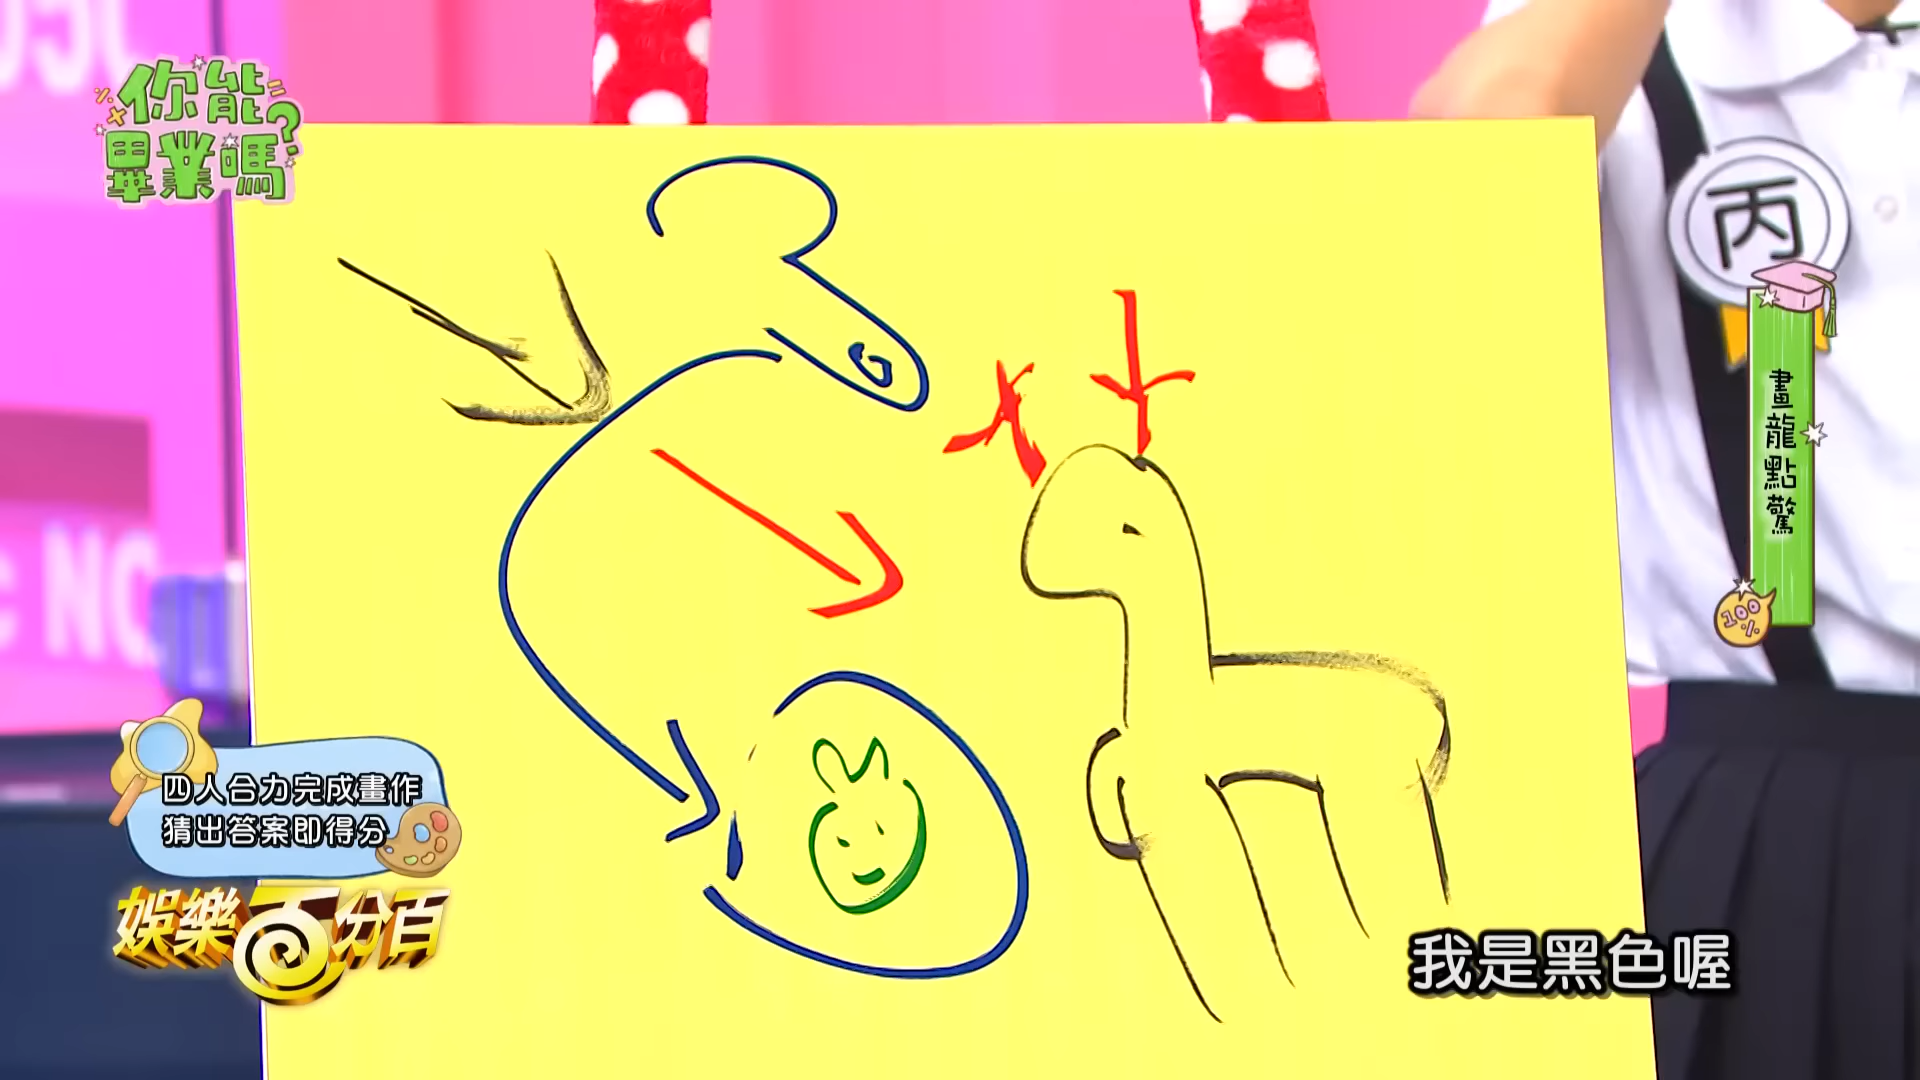 你能
畢業嗎?
丙
畫龍點驚
100%
四人合力完成畫作
猜出答案即得分
娛樂百分百
我是黑色喔